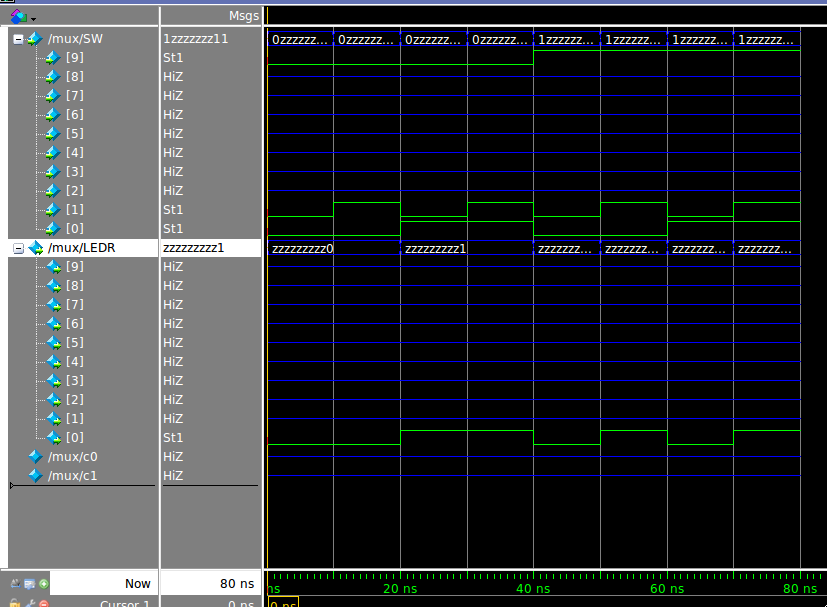 Msgs
/mux/SW 1zzzzzzz11 0zzzzzz... 0zzzzzz... 0zzzzzz... 0zzzzzz... 1zzzzzz... 1zzzzzz... 1zzzzzz... 1zzzzzz...
[9] St1
[8] HiZ
[7] HiZ
[6] HiZ
[5] HiZ
[4] HiZ
[3] HiZ
[2] HiZ
[1] St1
[0] St1
/mux/LEDR zzzzzzzzz1 zzzzzzzzz0 zzzzzzzzz1 zzzzzzz... zzzzzzz... zzzzzzz... zzzzzzz...
[9] HiZ
[8] HiZ
[7] HiZ
[6] HiZ
[5] HiZ
[4] HiZ
[3] HiZ
[2] HiZ
[1] HiZ
[0] St1
/mux/c0 HiZ
/mux/c1 HiZ
Now 80 ns ns 20 ns 40 ns 60 ns 80 ns
Cursor 1 0 ns 0 ns